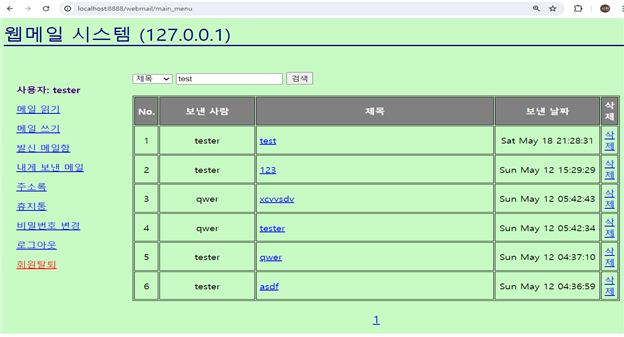 localhost:8888/webmail/main_menu
웹메일 시스템 (127.0.0.1)
사용자: tester
메일 읽기
메일 쓰기
발신 메일함
내게 보낸 메일
주소록
휴지통
비밀번호 변경
로그아웃
회원탈퇴
제목 test 검색
No. 보낸 사람 제목 보낸 날짜 삭제
1 tester test Sat May 18 21:28:31 삭제
2 tester 123 Sun May 12 15:29:29 삭제
3 qwer xcvvsdv Sun May 12 05:42:43 삭제
4 qwer tester Sun May 12 05:42:34 삭제
5 tester qwer Sun May 12 04:37:10 삭제
6 tester asdf Sun May 12 04:36:59 삭제
1